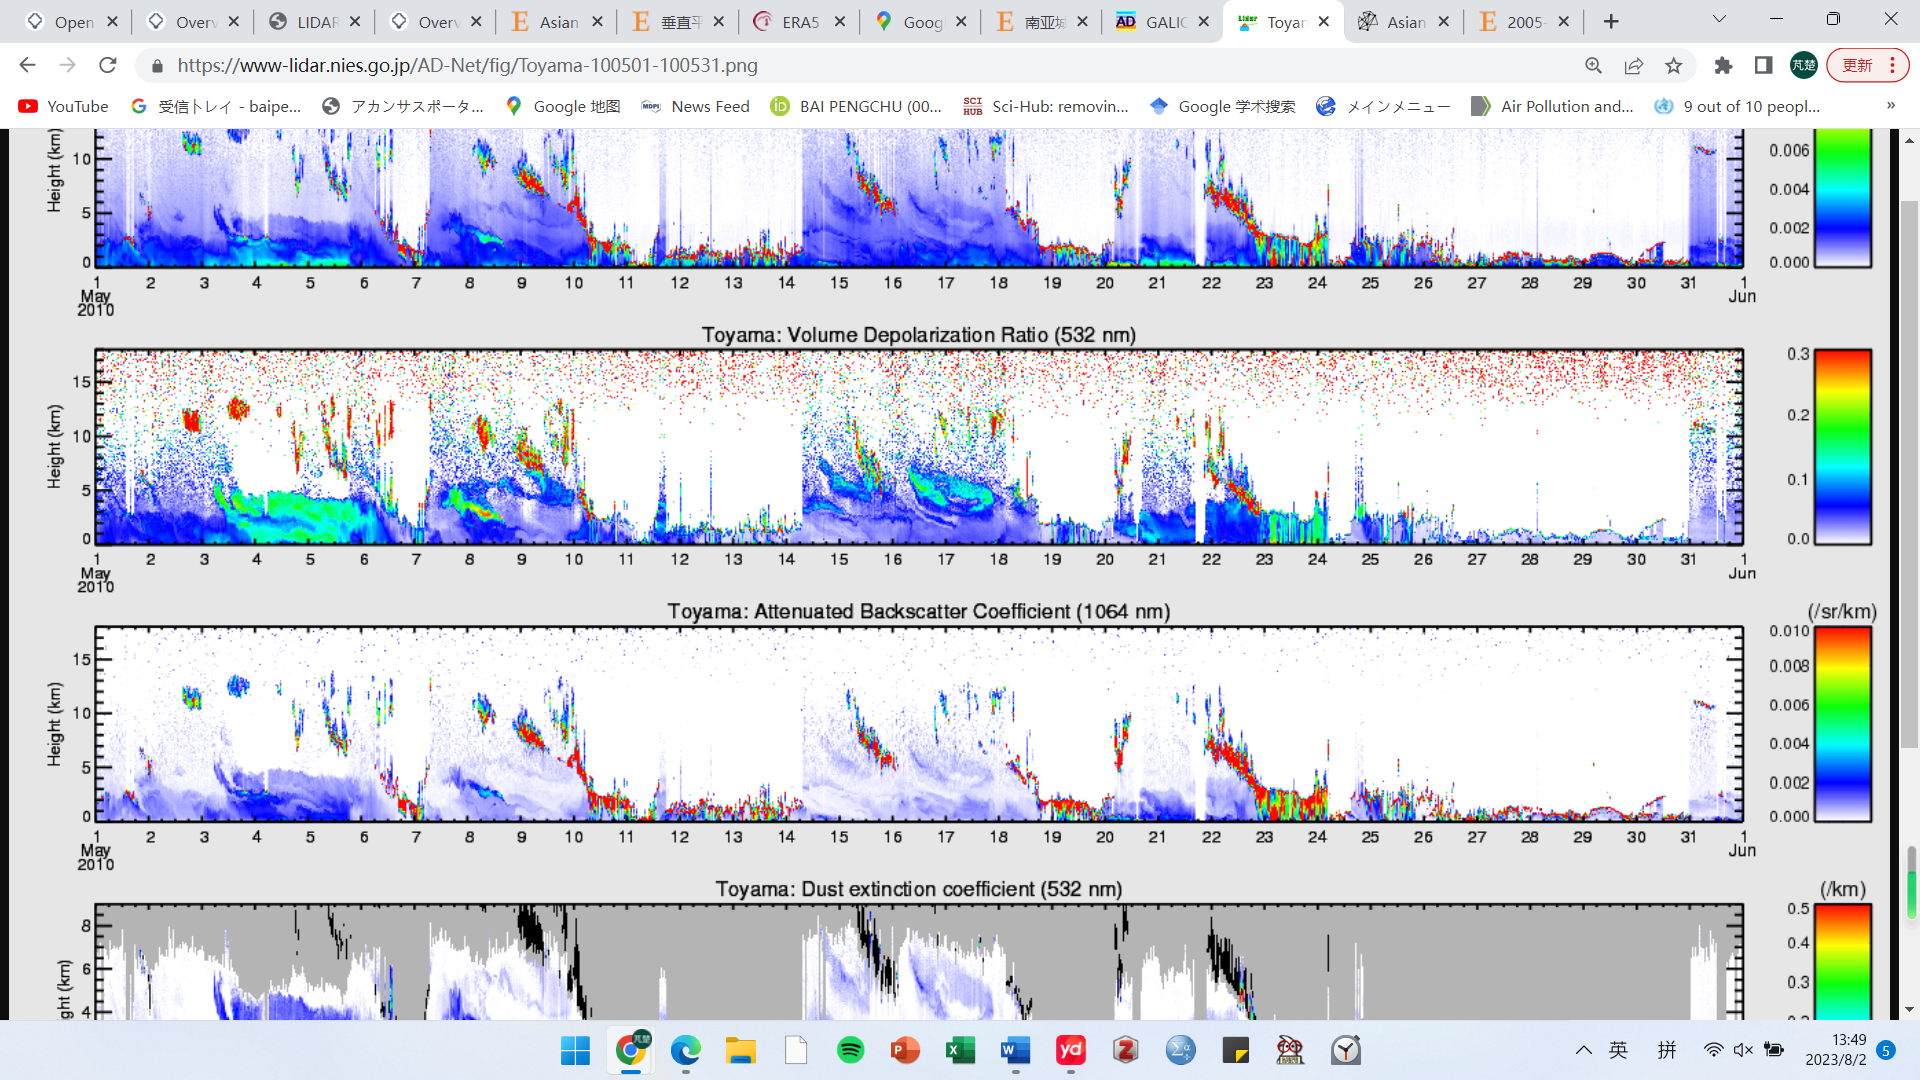 Open
Overv
LIDAR
Overv
Asian
垂直平
ERA5
Goog
南亚城
GALIC
Toyan
Asian
2005-
https://www-lidar.nies.go.jp/AD-Net/fig/Toyama-100501-100531.png
更新
YouTube
受信トレイ - baipe...
アカンサスポータ...
Google 地图
News Feed
BAI PENGCHU (00...
SCI HUB
Sci-Hub: removin...
Google 学术搜索
メインメニュー
Air Pollution and...
9 out of 10 peopl...
»
Height (km)
10
5
0
0.006
0.004
0.002
0.000
1 2 3 4 5 6 7 8 9 10 11 12 13 14 15 16 17 18 19 20 21 22 23 24 25 26 27 28 29 30 31
May
2010
Jun
Toyama: Volume Depolarization Ratio (532 nm)
Height (km)
15
10
5
0
0.3
0.2
0.1
0.0
1 2 3 4 5 6 7 8 9 10 11 12 13 14 15 16 17 18 19 20 21 22 23 24 25 26 27 28 29 30 31 1
May
2010
Jun
Toyama: Attenuated Backscatter Coefficient (1064 nm)
(/sr/km)
Height (km)
15
10
5
0
0.010
0.008
0.006
0.004
0.002
0.000
1 2 3 4 5 6 7 8 9 10 11 12 13 14 15 16 17 18 19 20 21 22 23 24 25 26 27 28 29 30 31 1
May
2010
Jun
Toyama: Dust extinction coefficient (532 nm)
(/km)
ght (km)
8
6
4
0.5
0.4
0.3
英
拼
13:49
2023/8/2
5